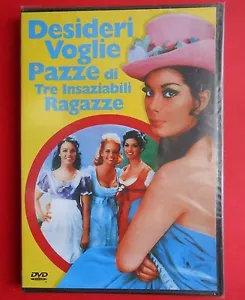 Desideri
Voglie
Pazze di
Tre Insaziabili
Ragazze
DVD